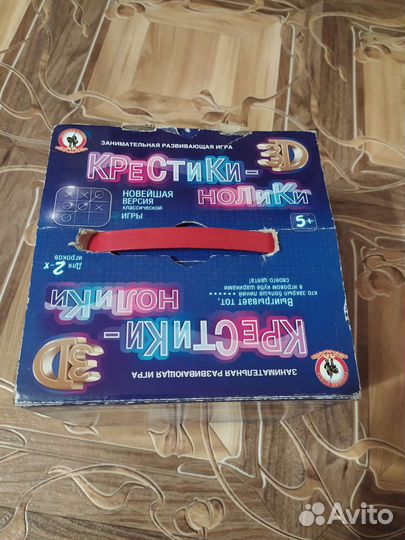 ЗАНИМАТЕЛЬНАЯ РАЗВИВАЮЩАЯ ИГРА
3D
КРЕСТИКИ-
НОЛИКИ
НОВЕЙШАЯ
ВЕРСИЯ
КЛАССИЧЕСКОЙ
ИГРЫ
5+
Для
2-х
игроков
Выигрывает тот,
кто закрыл больше линий
в игровом кубе шариками
своего цвета!
КРЕСТИКИ-
НОЛИКИ
3D
ЗАНИМАТЕЛЬНАЯ РАЗВИВАЮЩАЯ ИГРА
Avito